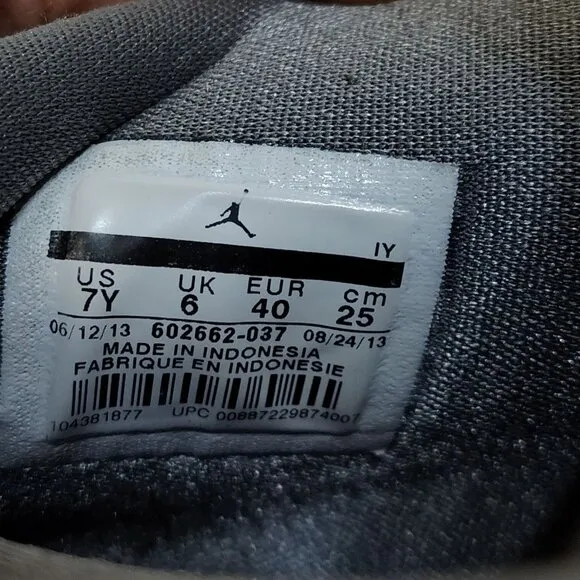 IY
US UK EUR cm
7Y 6 40 25
06/12/13 602662-037 08/24/13
MADE IN INDONESIA
FABRIQUE EN INDONESIE
104381877 UPC 00887229874007